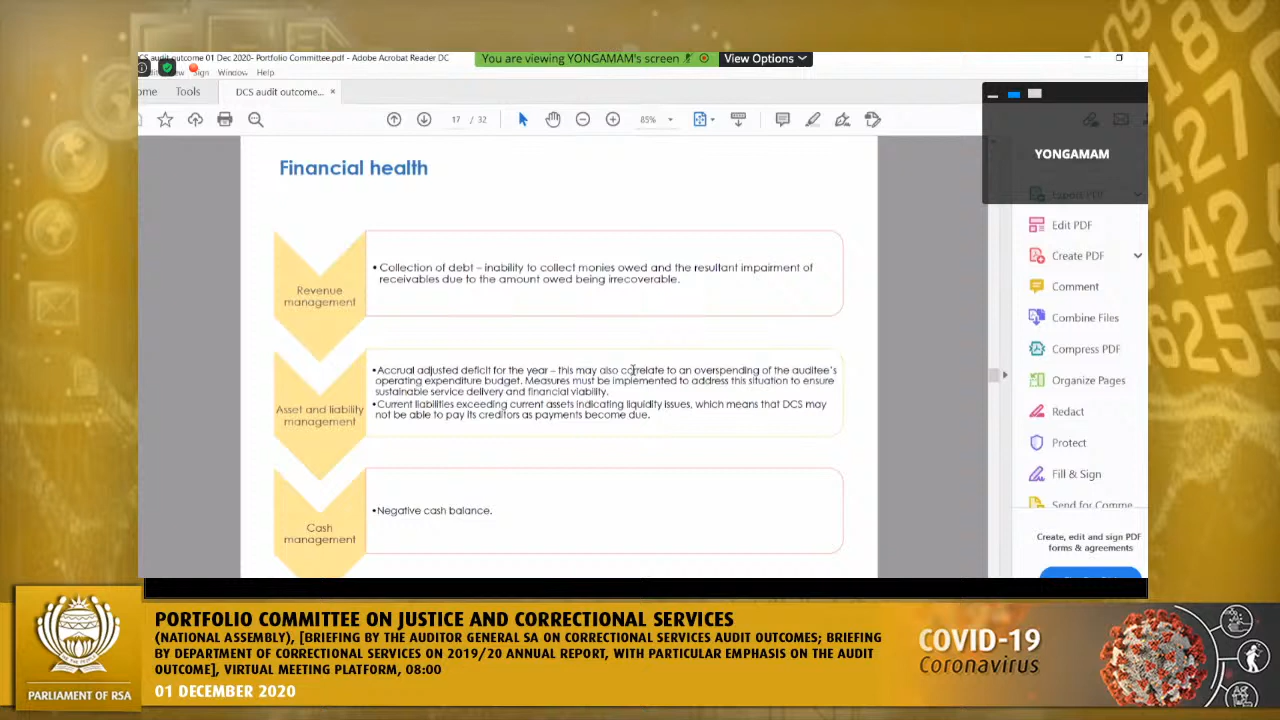 CS audit outcome 01 Dec 2020- Portfolio Committee.pdf - Adobe Acrobat Reader DC
You are viewing YONGAMAM's screen
View Options
Sign Window Help
ome Tools DCS audit outcome... ×
17 / 32
85%
YONGAMAM
Financial health
Revenue
management
• Collection of debt – inability to collect monies owed and the resultant impairment of
receivables due to the amount owed being irrecoverable.
Asset and liability
management
•Accrual adjusted deficit for the year – this may also correlate to an overspending of the auditee's
operating expenditure budget. Measures must be implemented to address this situation to ensure
sustainable service delivery and financial viability.
•Current liabilities exceeding current assets indicating liquidity issues, which means that DCS may
not be able to pay its creditors as payments become due.
Cash
management
•Negative cash balance.
Export PDF
Edit PDF
Create PDF
Comment
Combine Files
Compress PDF
Organize Pages
Redact
Protect
Fill & Sign
Send for Comme
Create, edit and sign PDF
forms & agreements
PARLIAMENT OF RSA
PORTFOLIO COMMITTEE ON JUSTICE AND CORRECTIONAL SERVICES
(NATIONAL ASSEMBLY), [BRIEFING BY THE AUDITOR GENERAL SA ON CORRECTIONAL SERVICES AUDIT OUTCOMES; BRIEFING
BY DEPARTMENT OF CORRECTIONAL SERVICES ON 2019/20 ANNUAL REPORT, WITH PARTICULAR EMPHASIS ON THE AUDIT
OUTCOME], VIRTUAL MEETING PLATFORM, 08:00
01 DECEMBER 2020
COVID-19
Coronavirus